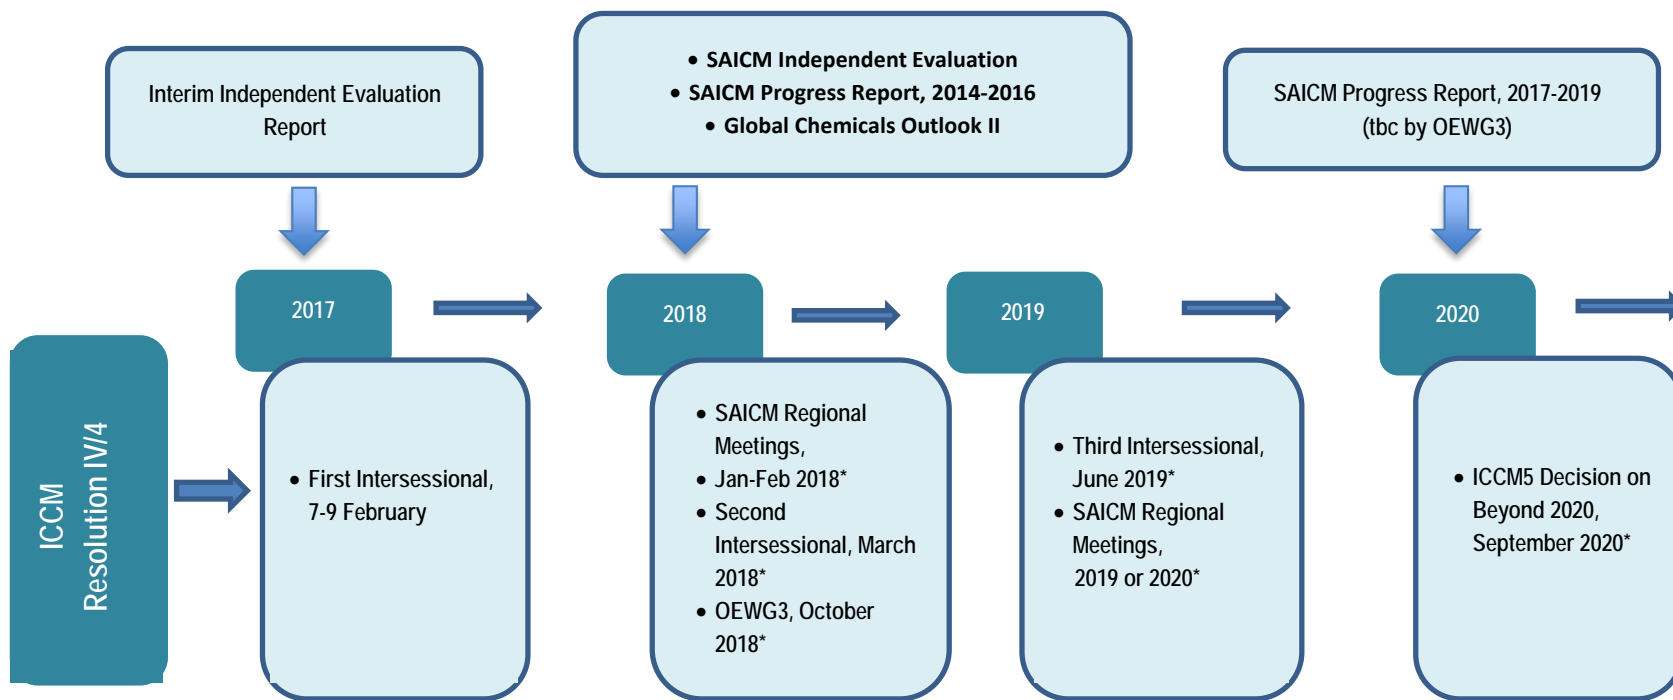 Interim Independent Evaluation
Report
• SAICM Independent Evaluation
• SAICM Progress Report, 2014-2016
• Global Chemicals Outlook II
SAICM Progress Report, 2017-2019
(tbc by OEWG3)
2017
2018
2019
2020
ICCM
Resolution IV/4
• First Intersessional,
7-9 February
• SAICM Regional
Meetings,
• Jan-Feb 2018*
• Second
Intersessional, March
2018*
• OEWG3, October
2018*
• Third Intersessional,
June 2019*
• SAICM Regional
Meetings,
2019 or 2020*
• ICCM5 Decision on
Beyond 2020,
September 2020*